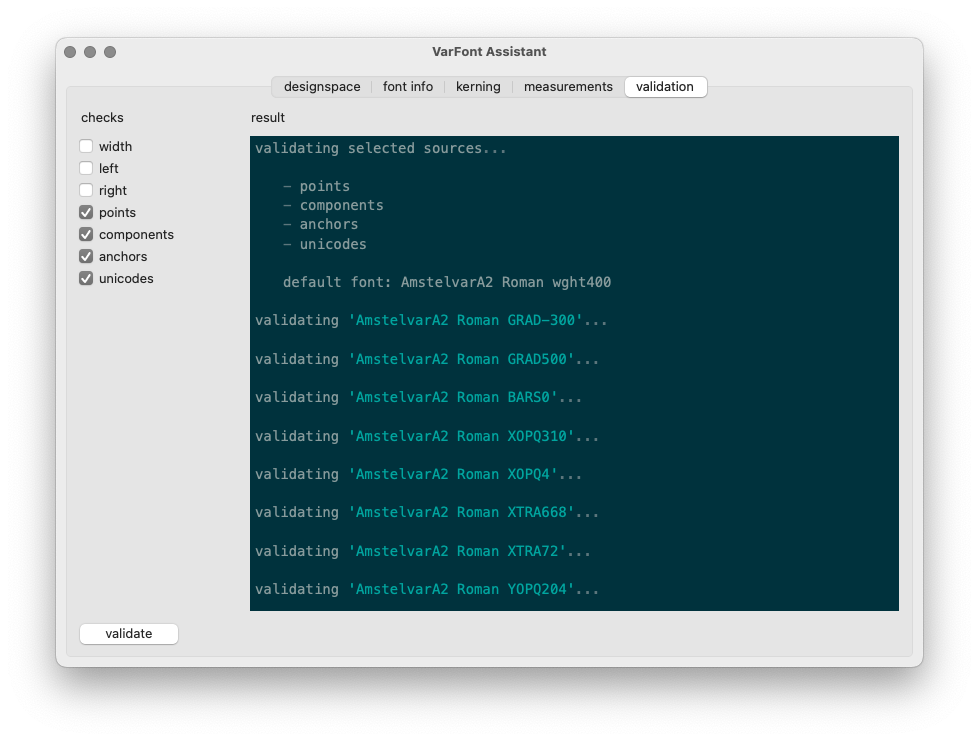 VarFont Assistant
designspace font info kerning measurements validation
checks
width
left
right
points
components
anchors
unicodes
validate
result
validating selected sources...
– points
– components
– anchors
– unicodes
default font: AmstelvarA2 Roman wght400
validating 'AmstelvarA2 Roman GRAD-300'...
validating 'AmstelvarA2 Roman GRAD500'...
validating 'AmstelvarA2 Roman BARS0'...
validating 'AmstelvarA2 Roman XOPQ310'...
validating 'AmstelvarA2 Roman XOPQ4'...
validating 'AmstelvarA2 Roman XTRA668'...
validating 'AmstelvarA2 Roman XTRA72'...
validating 'AmstelvarA2 Roman YOPQ204'...